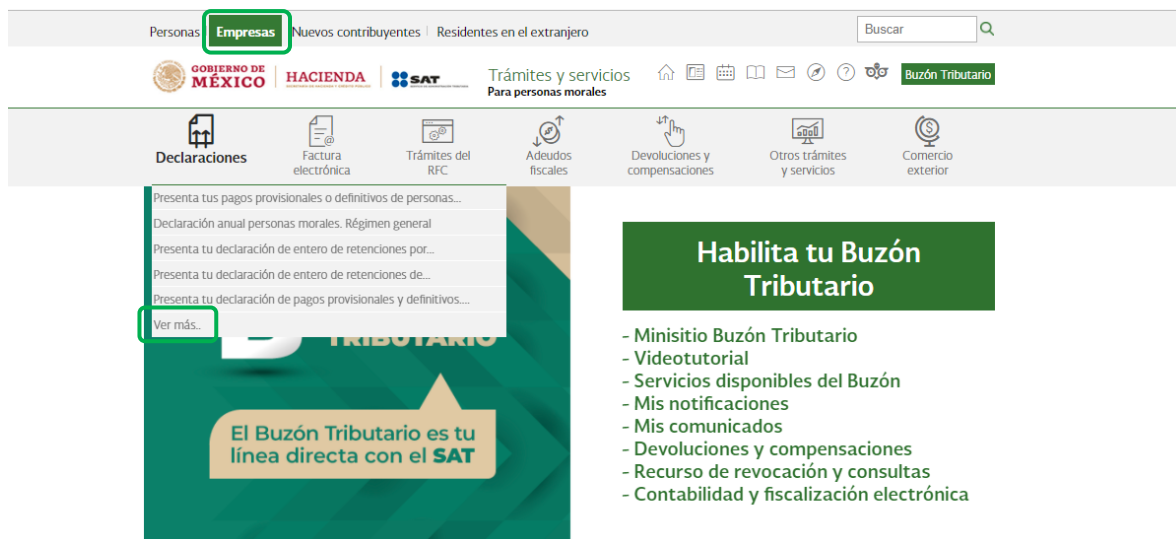 Personas Empresas Nuevos contribuyentes Residentes en el extranjero
Buscar
GOBIERNO DE
MÉXICO
HACIENDA
SAT
Trámites y servicios
Para personas morales
Buzón Tributario
Declaraciones
Factura
electrónica
Trámites del
RFC
Adeudos
fiscales
Devoluciones y
compensaciones
Otros trámites
y servicios
Comercio
exterior
Presenta tus pagos provisionales o definitivos de personas...
Declaración anual personas morales. Régimen general
Presenta tu declaración de entero de retenciones por...
Presenta tu declaración de entero de retenciones de...
Presenta tu declaración de pagos provisionales y definitivos....
Ver más..
TRIBUTARIO
El Buzón Tributario es tu
línea directa con el SAT
Habilita tu Buzón
Tributario
- Minisitio Buzón Tributario
- Videotutorial
- Servicios disponibles del Buzón
- Mis notificaciones
- Mis comunicados
- Devoluciones y compensaciones
- Recurso de revocación y consultas
- Contabilidad y fiscalización electrónica